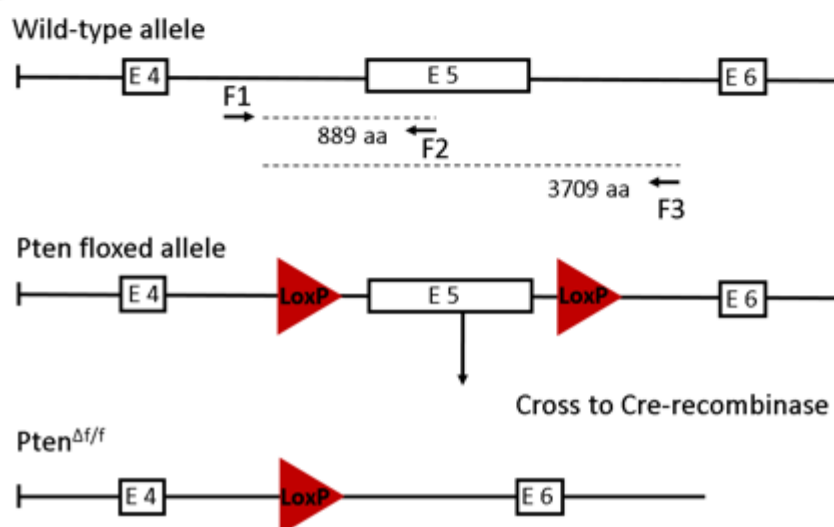 Wild-type allele
E 4 E 5 E 6
F1
889 aa F2
3709 aa F3
Pten floxed allele
E 4 LoxP E 5 LoxP E 6
Cross to Cre-recombinase
Pten^Δf/f
E 4 LoxP E 6